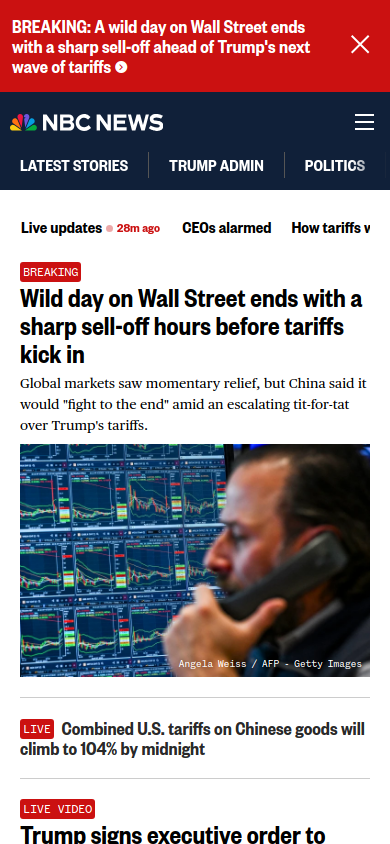 BREAKING: A wild day on Wall Street ends
with a sharp sell-off ahead of Trump's next
wave of tariffs
NBC NEWS
LATEST STORIES
TRUMP ADMIN
POLITICS
Live updates
28m ago
CEOs alarmed
How tariffs
BREAKING
Wild day on Wall Street ends with a
sharp sell-off hours before tariffs
kick in
Global markets saw momentary relief, but China said it
would "fight to the end" amid an escalating tit-for-tat
over Trump's tariffs.
Angela Weiss / AFP - Getty Images
LIVE Combined U.S. tariffs on Chinese goods will
climb to 104% by midnight
LIVE VIDEO
Trump signs executive order to